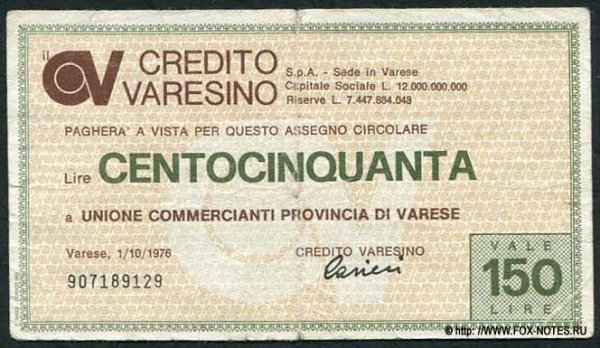 il CREDITO
VARESINO
S.p.A. - Sede in Varese
Capitale Sociale L. 12.000.000.000
Riserve L. 7.447.884.043
PAGHERA' A VISTA PER QUESTO ASSEGNO CIRCOLARE
Lire CENTOCINQUANTA
a UNIONE COMMERCIANTI PROVINCIA DI VARESE
Varese, 1/10/1976
CREDITO VARESINO
907189129
VALE
150
LIRE
© http://www.FOX-NOTES.RU